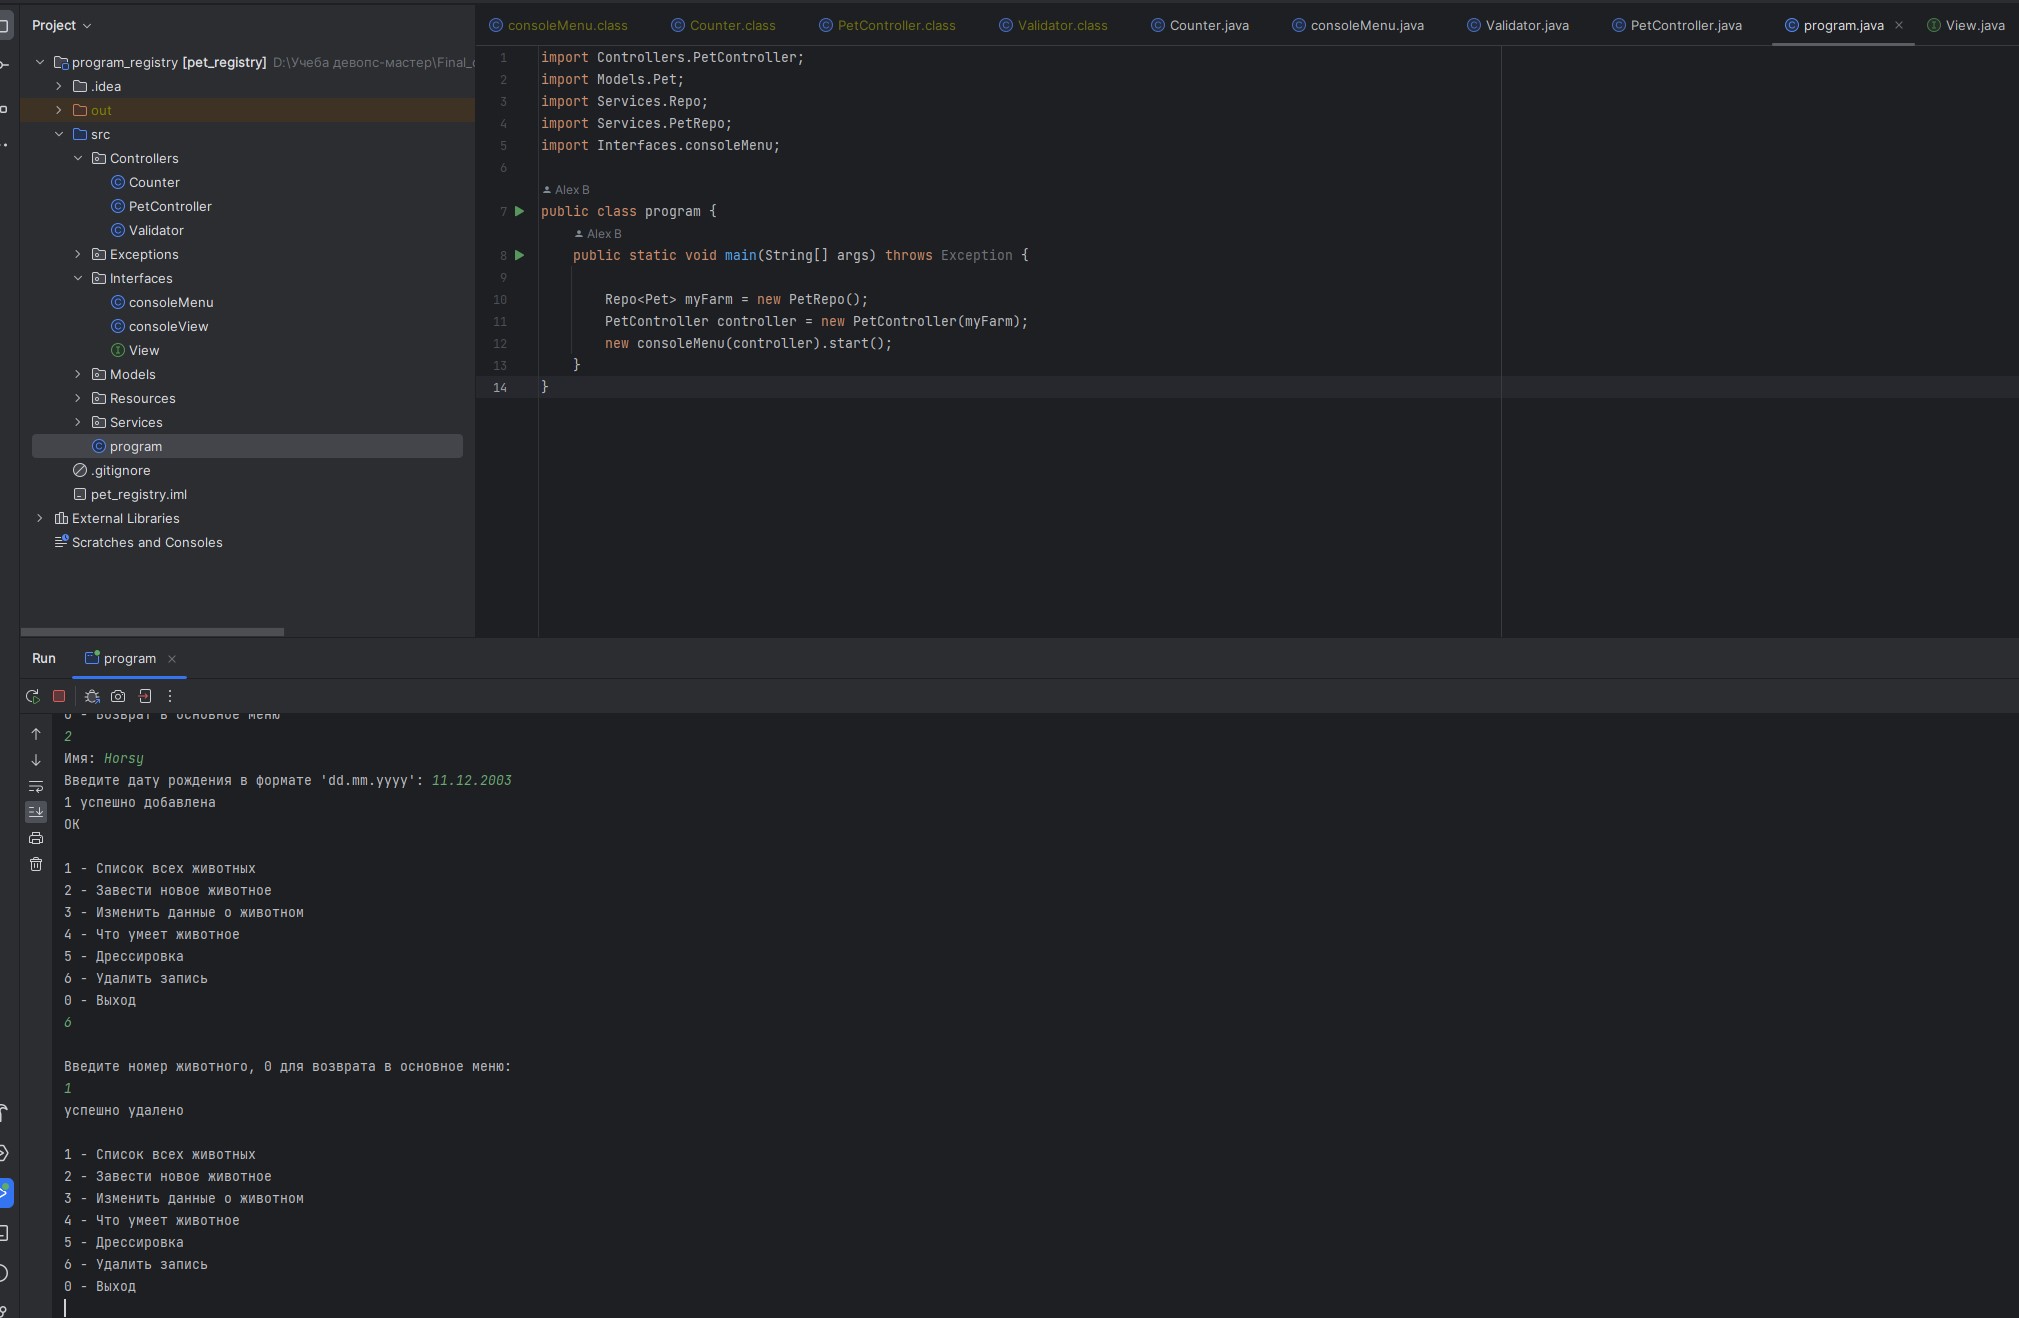 Project
program_registry [pet_registry] D:\Учеба девопс-мастер\Final_
.idea
out
src
Controllers
Counter
PetController
Validator
Exceptions
Interfaces
consoleMenu
consoleView
View
Models
Resources
Services
program
.gitignore
pet_registry.iml
External Libraries
Scratches and Consoles
consoleMenu.class
Counter.class
PetController.class
Validator.class
Counter.java
consoleMenu.java
Validator.java
PetController.java
program.java
View.java
1 import Controllers.PetController;
2 import Models.Pet;
3 import Services.Repo;
4 import Services.PetRepo;
5 import Interfaces.consoleMenu;
6
Alex B
7 public class program {
Alex B
8 public static void main(String[] args) throws Exception {
9
10 Repo<Pet> myFarm = new PetRepo();
11 PetController controller = new PetController(myFarm);
12 new consoleMenu(controller).start();
13 }
14 }
Run
program
0 - Возврат в основное меню
2
Имя: Horsy
Введите дату рождения в формате 'dd.mm.yyyy': 11.12.2003
1 успешно добавлена
ОК
1 - Список всех животных
2 - Завести новое животное
3 - Изменить данные о животном
4 - Что умеет животное
5 - Дрессировка
6 - Удалить запись
0 - Выход
6
Введите номер животного, 0 для возврата в основное меню:
1
успешно удалено
1 - Список всех животных
2 - Завести новое животное
3 - Изменить данные о животном
4 - Что умеет животное
5 - Дрессировка
6 - Удалить запись
0 - Выход